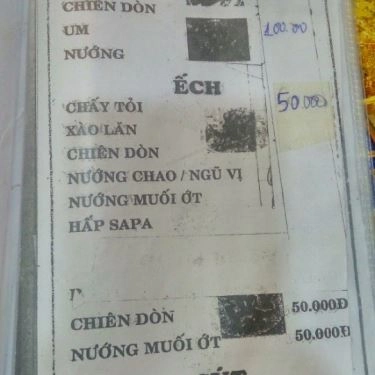 CHIÊN DÒN
UM 100.000
NƯỚNG
ẾCH
CHẤY TỎI 50.000
XÀO LĂN
CHIÊN DÒN
NƯỚNG CHAO / NGŨ VỊ
NƯỚNG MUỐI ỚT
HẤP SAPA
CHIÊN DÒN 50.000Đ
NƯỚNG MUỐI ỚT 50.000Đ